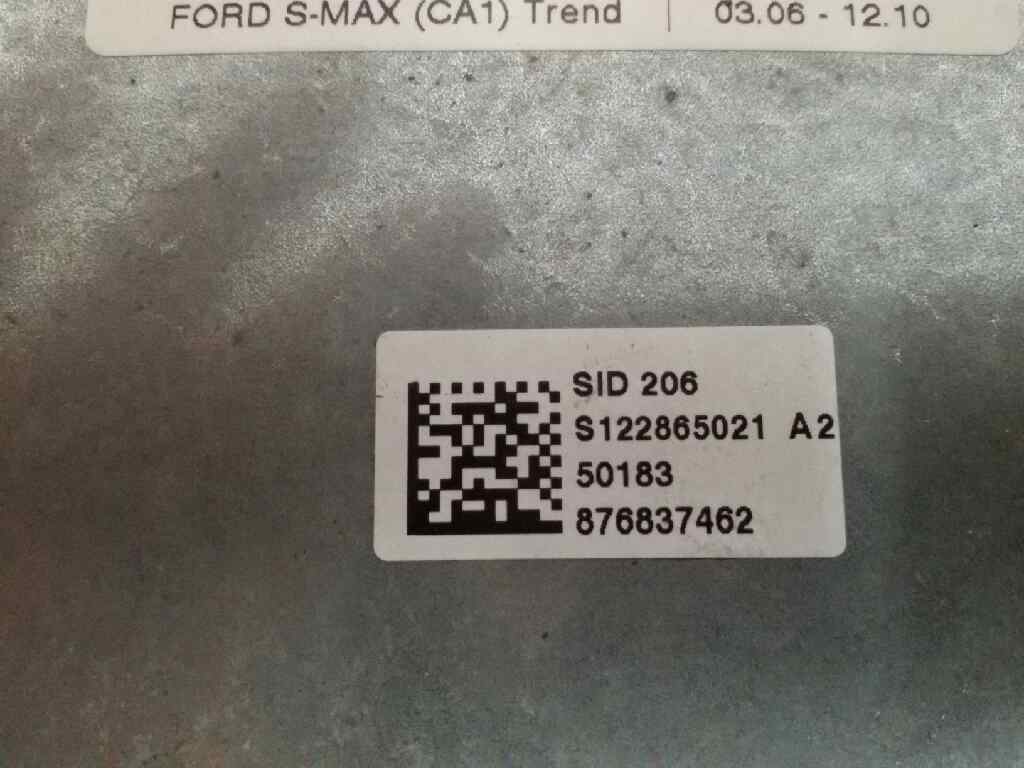 FORD S-MAX (CA1) Trend | 03.06 - 12.10
SID 206
S122865021 A2
50183
876837462